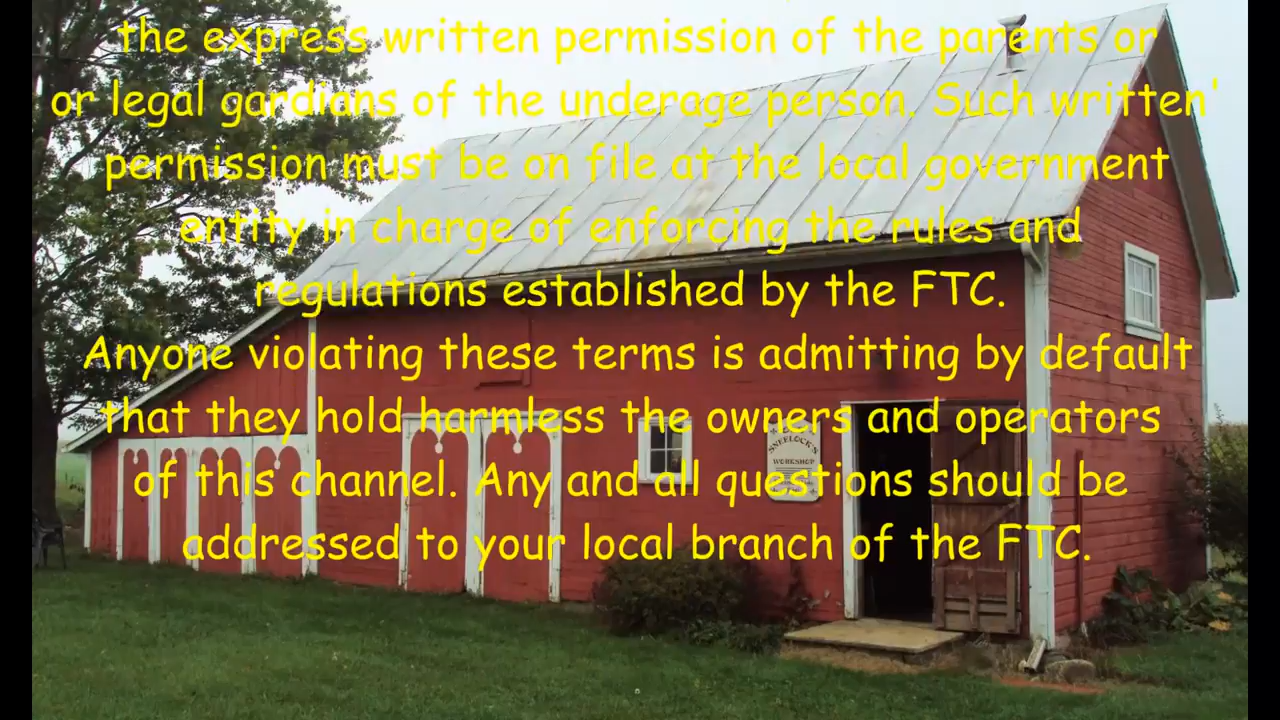 the express written permission of the parents or
or legal gardians of the underage person. Such written'
permission must be on file at the local government
entity in charge of enforcing the rules and
regulations established by the FTC.
Anyone violating these terms is admitting by default
that they hold harmless the owners and operators
of this channel. Any and all questions should be
addressed to your local branch of the FTC.
SNEELOCK'S
WORKSHOP